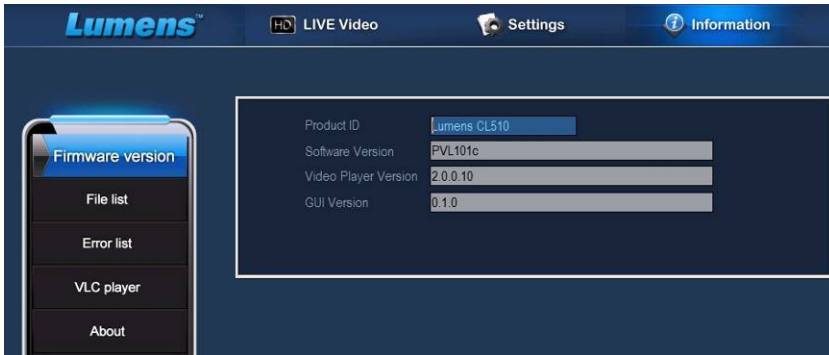 Lumens™ HD LIVE Video Settings i Information
Firmware version
File list
Error list
VLC player
About
Product ID Lumens CL510
Software Version PVL101c
Video Player Version 2.0.0.10
GUI Version 0.1.0